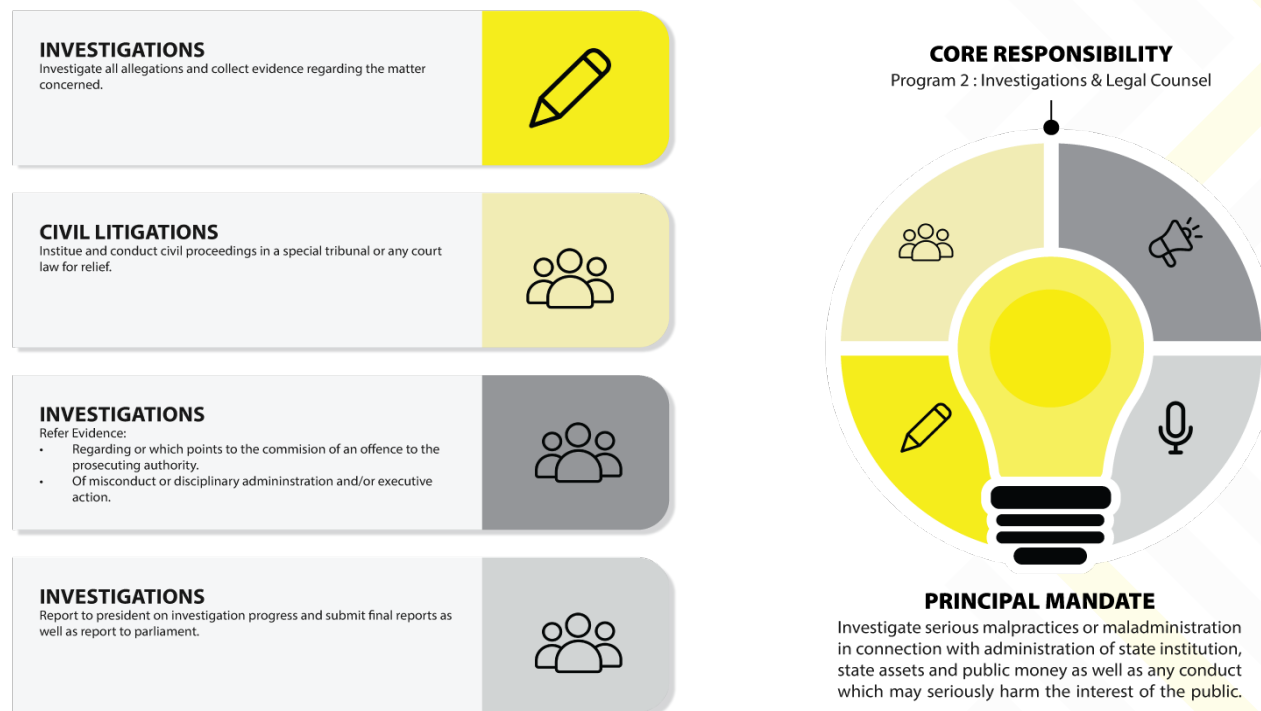 INVESTIGATIONS
Investigate all allegations and collect evidence regarding the matter
concerned.
CIVIL LITIGATIONS
Institue and conduct civil proceedings in a special tribunal or any court
law for relief.
INVESTIGATIONS
Refer Evidence:
• Regarding or which points to the commision of an offence to the
prosecuting authority.
• Of misconduct or disciplinary admininstration and/or executive
action.
INVESTIGATIONS
Report to president on investigation progress and submit final reports as
well as report to parliament.
CORE RESPONSIBILITY
Program 2 : Investigations & Legal Counsel
PRINCIPAL MANDATE
Investigate serious malpractices or maladministration
in connection with administration of state institution,
state assets and public money as well as any conduct
which may seriously harm the interest of the public.